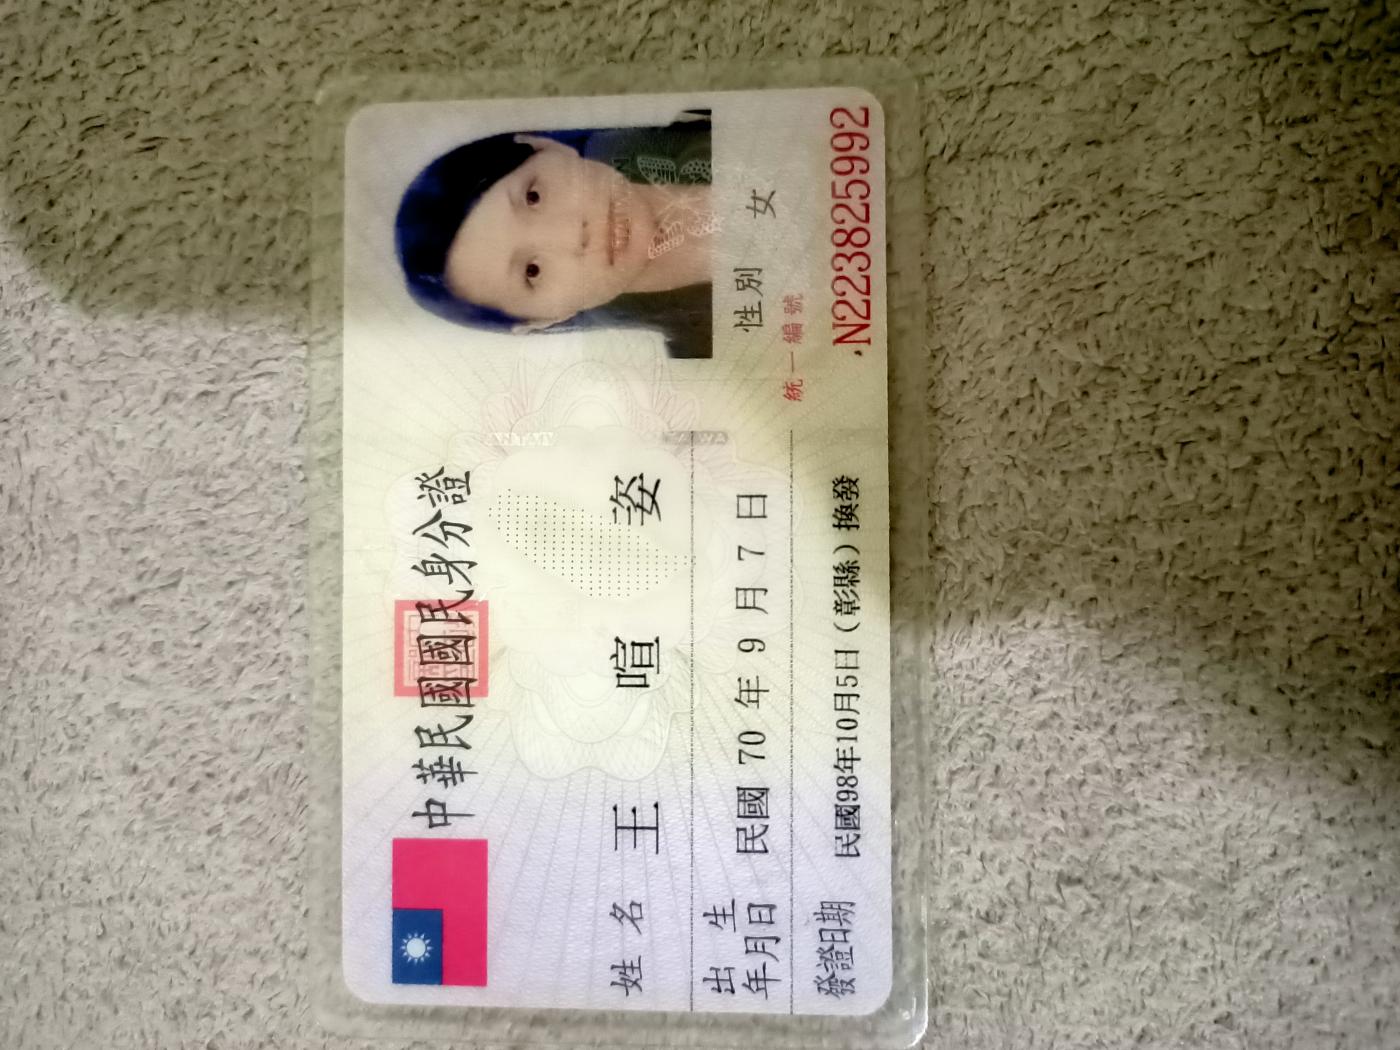 中華民國國民身分證
姓名 王喧姿
出生年月日 民國 70 年 9 月 7 日
性別 女
發證日期 民國98年10月5日（彰縣）換發
統一編號
N223825992
TAIWAN